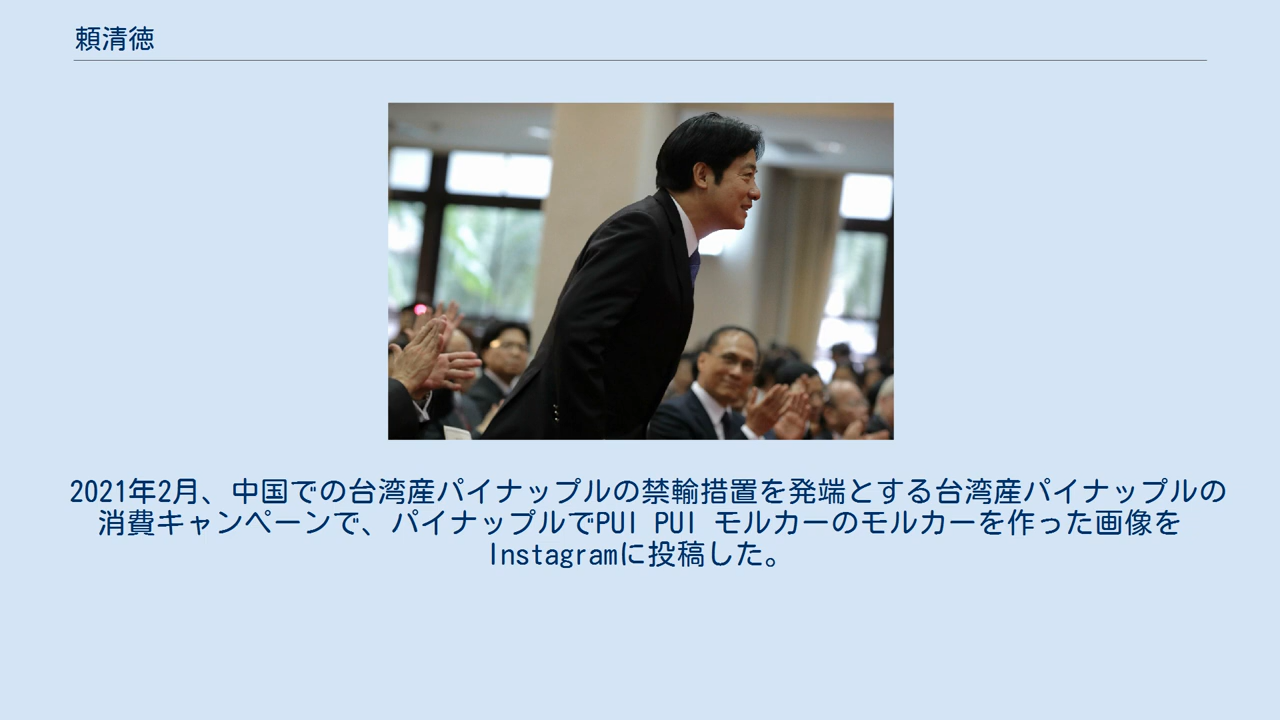 頼清徳
2021年2月、中国での台湾産パイナップルの禁輸措置を発端とする台湾産パイナップルの
消費キャンペーンで、パイナップルでPUI PUI モルカーのモルカーを作った画像を
Instagramに投稿した。